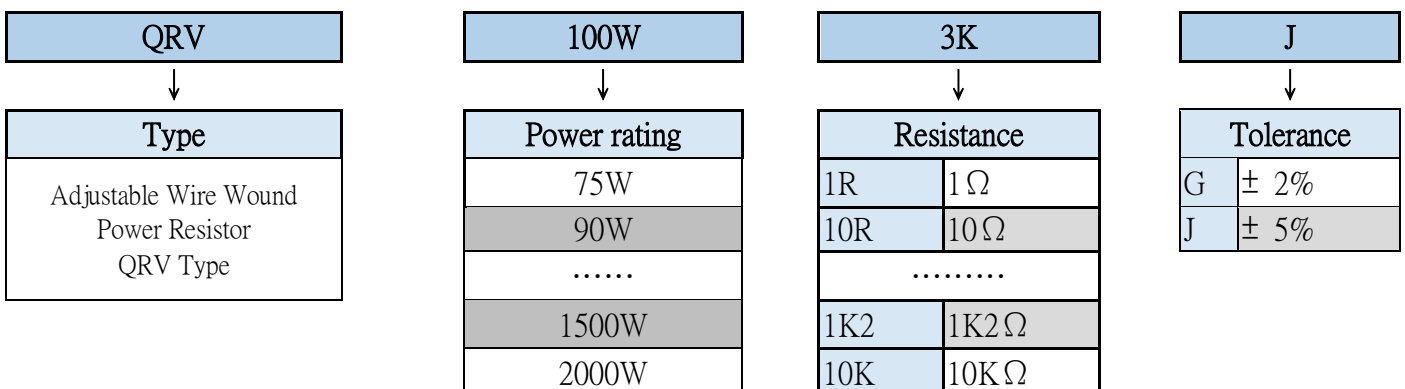 QRV 100W 3K J
Type Power rating Resistance Tolerance
Adjustable Wire Wound
Power Resistor
QRV Type
75W
90W
……
1500W
2000W
1R 1Ω
10R 10Ω
………
1K2 1K2Ω
10K 10KΩ
G ± 2%
J ± 5%